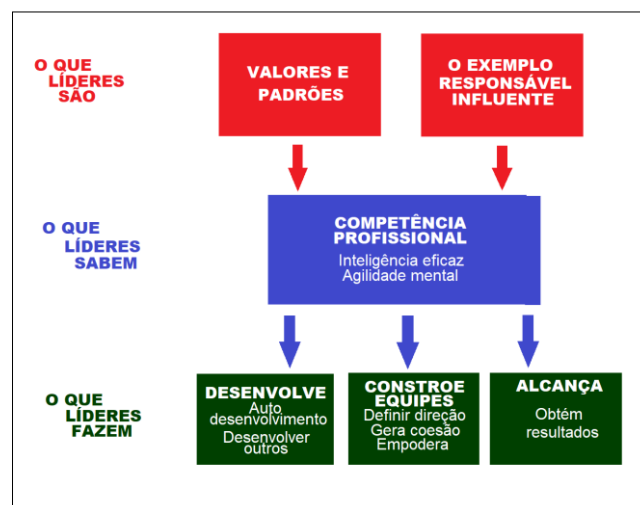 O QUE
LÍDERES
SÃO
VALORES E
PADRÕES
O EXEMPLO
RESPONSÁVEL
INFLUENTE
O QUE
LÍDERES
SABEM
COMPETÊNCIA
PROFISSIONAL
Inteligência eficaz
Agilidade mental
O QUE
LÍDERES
FAZEM
DESENVOLVE
Auto
desenvolvimento
Desenvolver
outros
CONSTROE
EQUIPES
Definir direção
Gera coesão
Empodera
ALCANÇA
Obtém
resultados